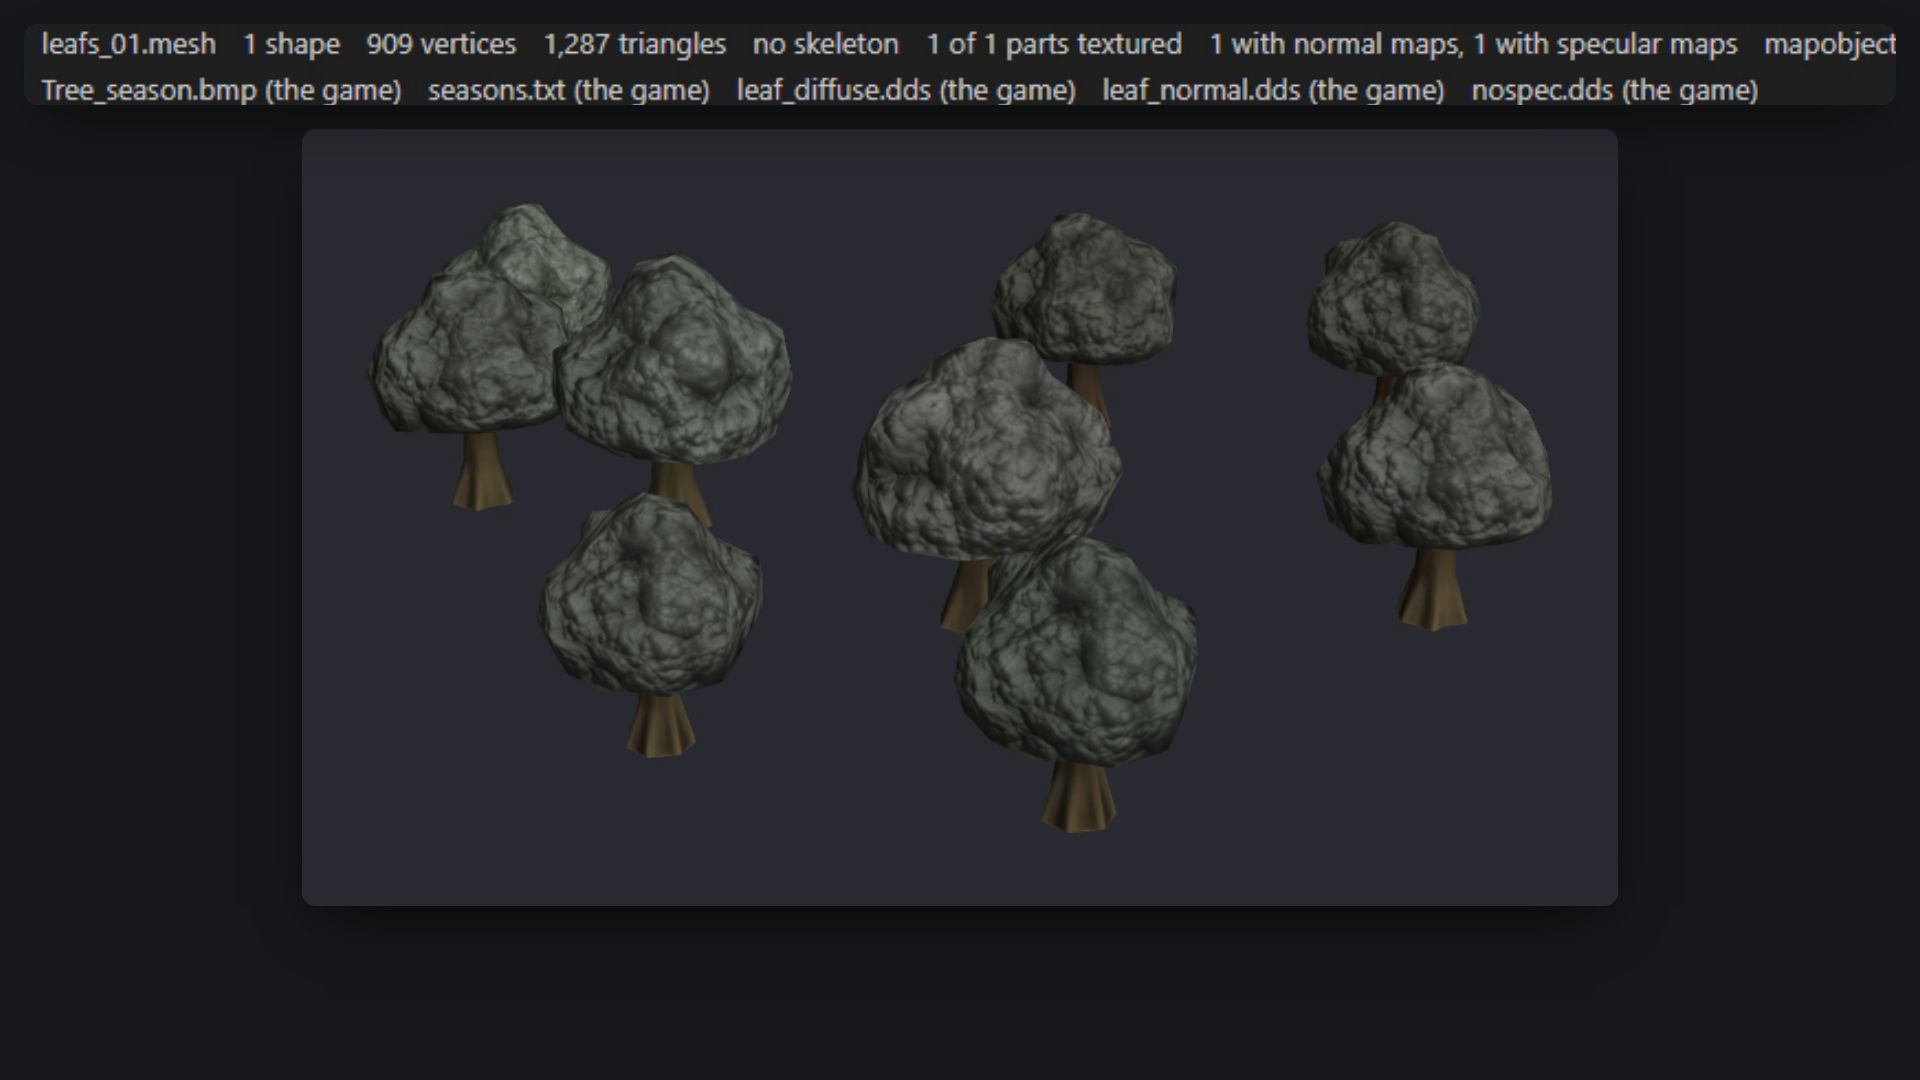 leafs_01.mesh 1 shape 909 vertices 1,287 triangles no skeleton 1 of 1 parts textured 1 with normal maps, 1 with specular maps mapobject
Tree_season.bmp (the game) seasons.txt (the game) leaf_diffuse.dds (the game) leaf_normal.dds (the game) nospec.dds (the game)